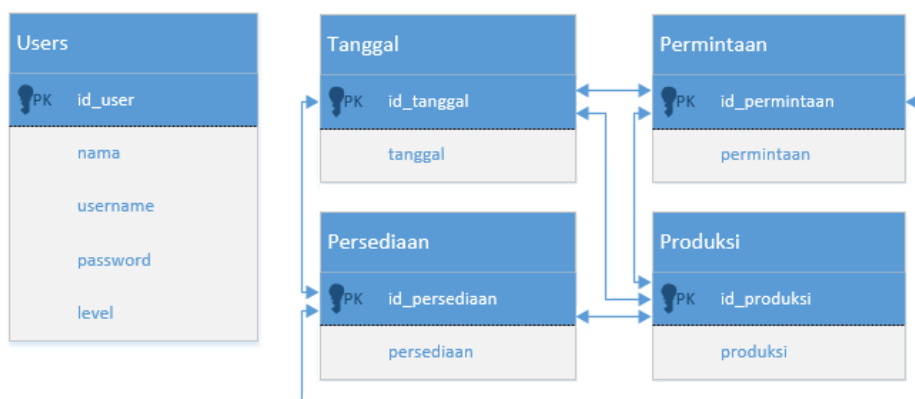 Users
PK id_user
nama
username
password
level
Tanggal
PK id_tanggal
tanggal
Permintaan
PK id_permintaan
permintaan
Persediaan
PK id_persediaan
persediaan
Produksi
PK id_produksi
produksi